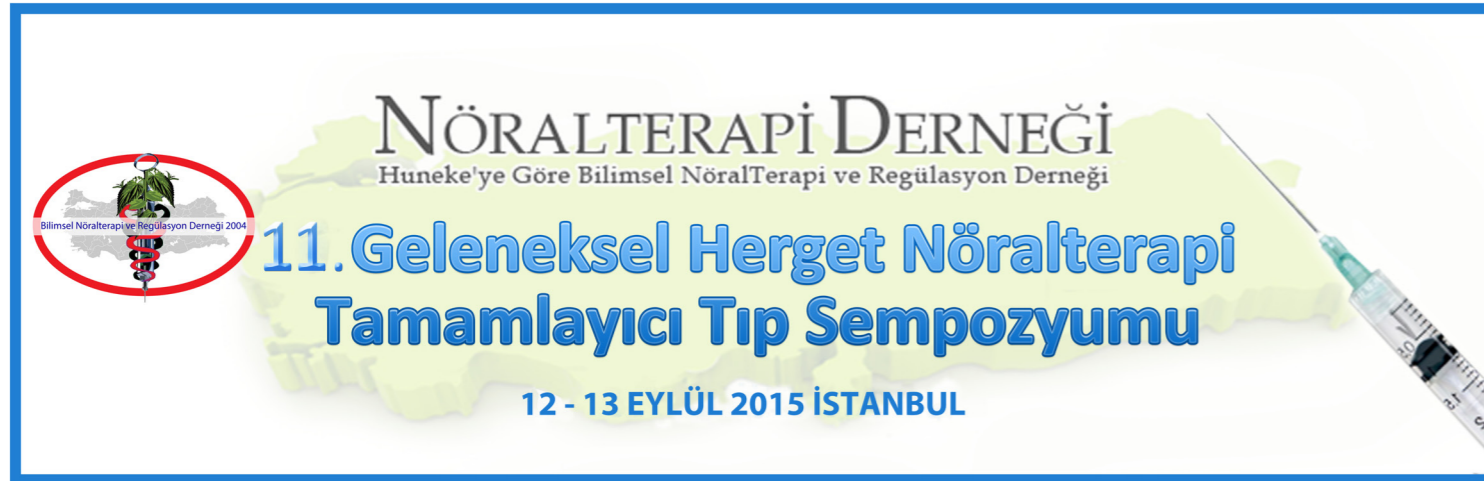 NÖRALTERAPİ DERNEĞİ
Huneke'ye Göre Bilimsel NöralTerapi ve Regülasyon Derneği
Bilimsel Nöralterapi ve Regülasyon Derneği 2004
11. Geleneksel Herget Nöralterapi
Tamamlayıcı Tıp Sempozyumu
12 - 13 EYLÜL 2015 İSTANBUL